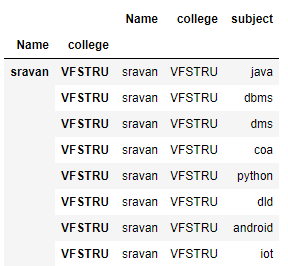 Name college subject
Name college
sravan VFSTRU sravan VFSTRU java
VFSTRU sravan VFSTRU dbms
VFSTRU sravan VFSTRU dms
VFSTRU sravan VFSTRU coa
VFSTRU sravan VFSTRU python
VFSTRU sravan VFSTRU dld
VFSTRU sravan VFSTRU android
VFSTRU sravan VFSTRU iot